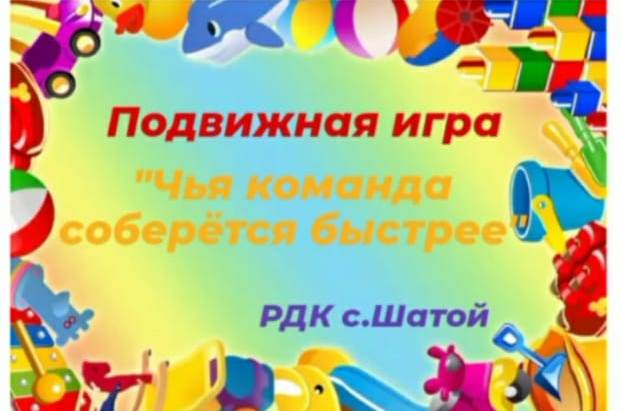 Подвижная игра
"Чья команда
соберётся быстрее"
РДК с.Шатой